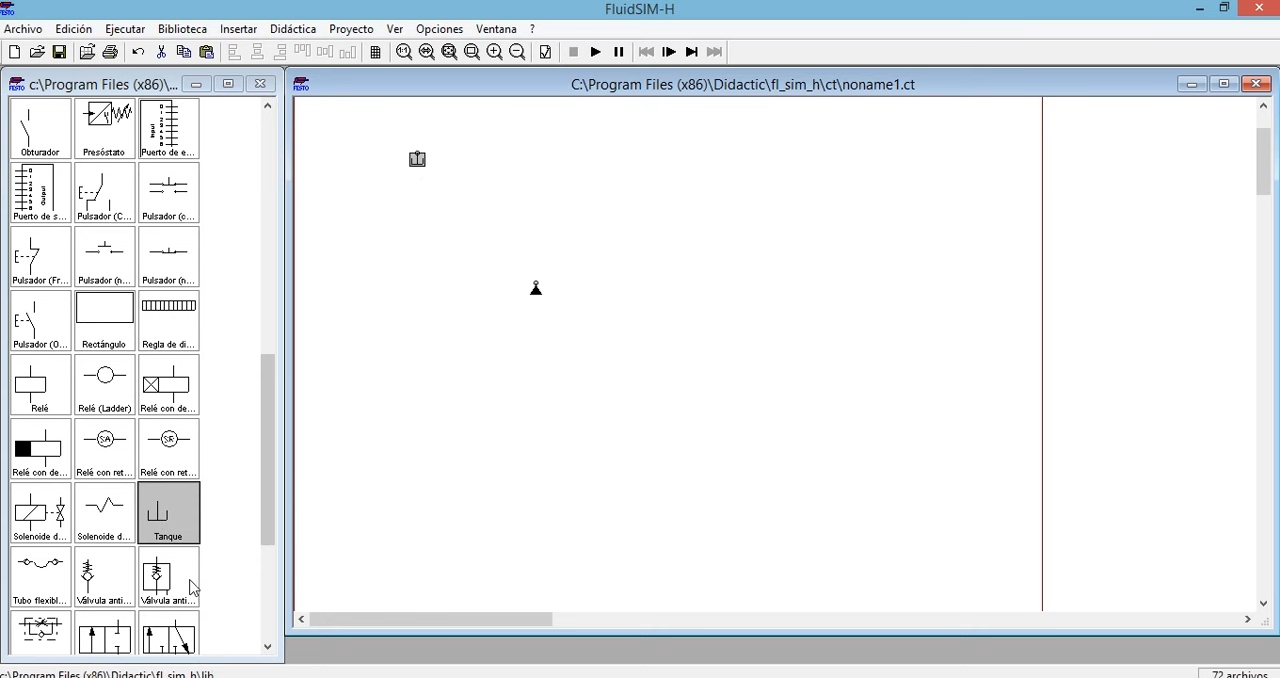 FluidSIM-H
FESTO
Archivo Edición Ejecutar Biblioteca Insertar Didáctica Proyecto Ver Opciones Ventana ?
c:\Program Files (x86)\...
C:\Program Files (x86)\Didactic\fl_sim_h\ct\noname1.ct
Obturador Presóstato Puerto de e...
Puerto de s... Pulsador (C... Pulsador (c...
Pulsador (Fr... Pulsador (n... Pulsador (n...
Pulsador (O... Rectángulo Regla de di...
Relé Relé (Ladder) Relé con de...
SA SR
Relé con de... Relé con ret... Relé con ret...
Solenoide d... Solenoide d... Tanque
Tubo flexibl... Válvula anti... Válvula anti...
c:\Program Files (x86)\Didactic\fl_sim_h\lib
72 archivos